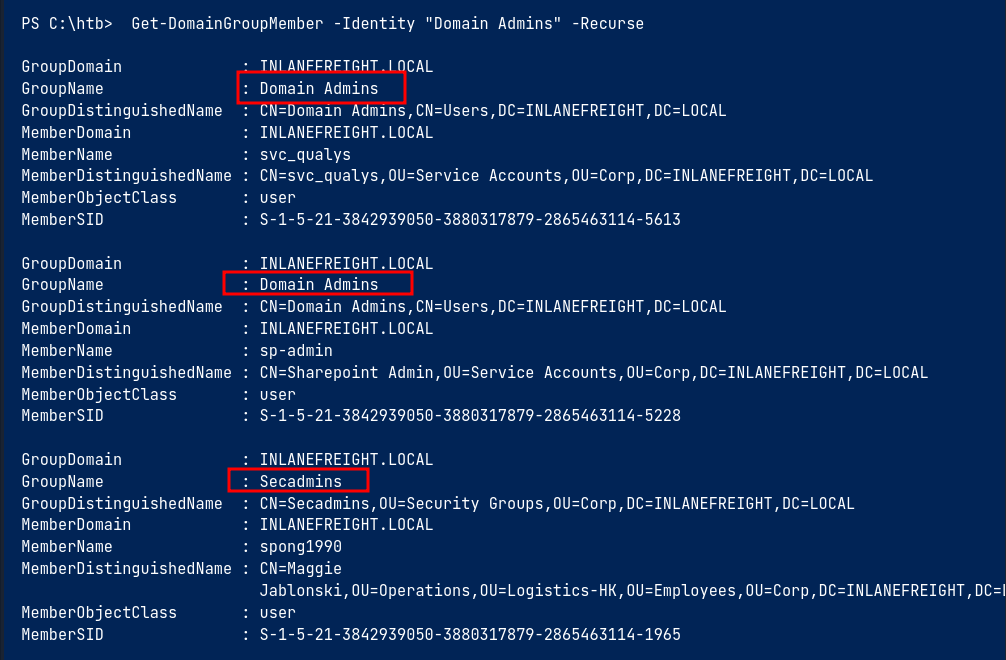 PS C:\htb>  Get-DomainGroupMember -Identity "Domain Admins" -Recurse
GroupDomain             : INLANEFREIGHT.LOCAL
GroupName               : Domain Admins
GroupDistinguishedName  : CN=Domain Admins,CN=Users,DC=INLANEFREIGHT,DC=LOCAL
MemberDomain            : INLANEFREIGHT.LOCAL
MemberName              : svc_qualys
MemberDistinguishedName : CN=svc_qualys,OU=Service Accounts,OU=Corp,DC=INLANEFREIGHT,DC=LOCAL
MemberObjectClass       : user
MemberSID               : S-1-5-21-3842939050-3880317879-2865463114-5613
GroupDomain             : INLANEFREIGHT.LOCAL
GroupName               : Domain Admins
GroupDistinguishedName  : CN=Domain Admins,CN=Users,DC=INLANEFREIGHT,DC=LOCAL
MemberDomain            : INLANEFREIGHT.LOCAL
MemberName              : sp-admin
MemberDistinguishedName : CN=Sharepoint Admin,OU=Service Accounts,OU=Corp,DC=INLANEFREIGHT,DC=LOCAL
MemberObjectClass       : user
MemberSID               : S-1-5-21-3842939050-3880317879-2865463114-5228
GroupDomain             : INLANEFREIGHT.LOCAL
GroupName               : Secadmins
GroupDistinguishedName  : CN=Secadmins,OU=Security Groups,OU=Corp,DC=INLANEFREIGHT,DC=LOCAL
MemberDomain            : INLANEFREIGHT.LOCAL
MemberName              : spong1990
MemberDistinguishedName : CN=Maggie
                          Jablonski,OU=Operations,OU=Logistics-HK,OU=Employees,OU=Corp,DC=INLANEFREIGHT,DC=
MemberObjectClass       : user
MemberSID               : S-1-5-21-3842939050-3880317879-2865463114-1965